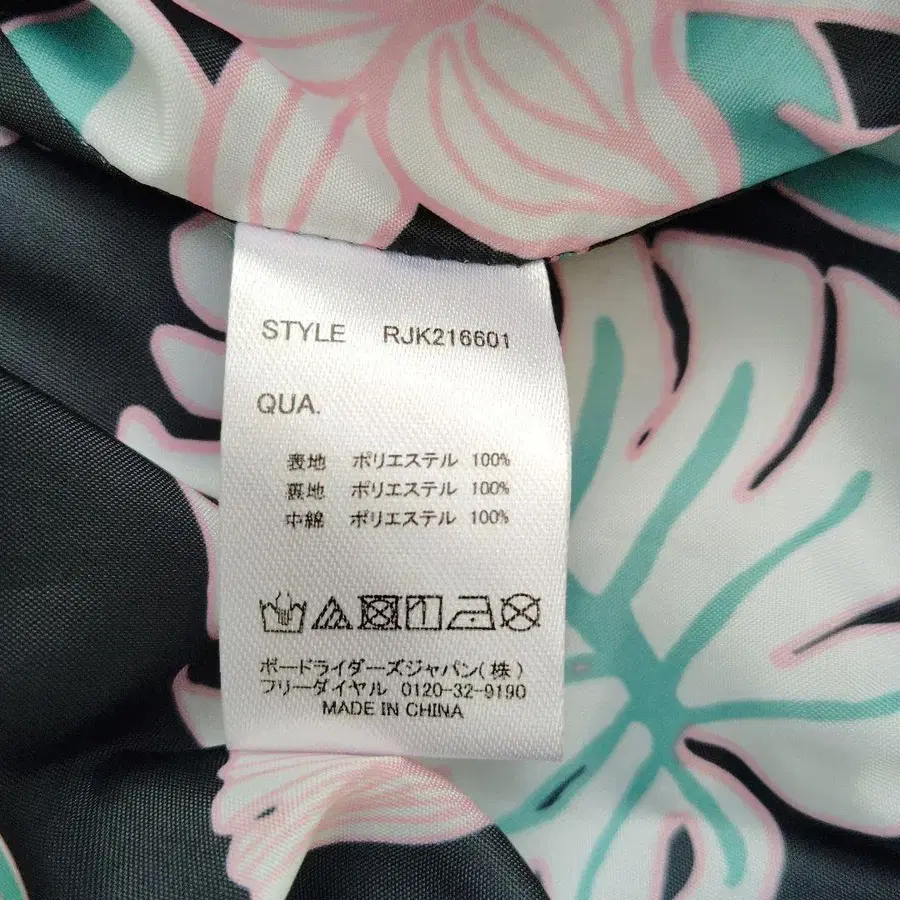 STYLE RJK216601
QUA.
表地 ポリエステル 100%
裏地 ポリエステル 100%
中綿 ポリエステル 100%
ボードライダーズジャパン(株)
フリーダイヤル 0120-32-9190
MADE IN CHINA